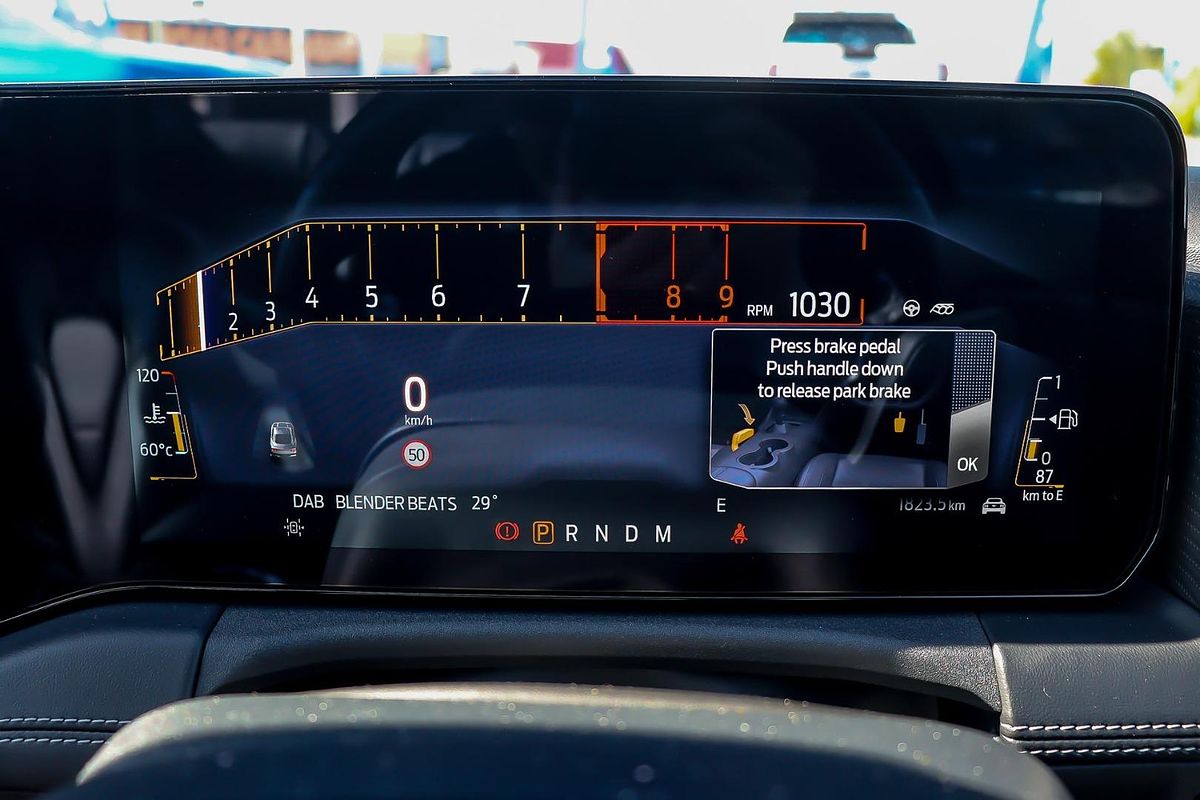 2 3 4 5 6 7 8 9
RPM 1030
Press brake pedal
Push handle down
to release park brake
OK
120
60°c
0
km/h
50
1
0
87
km to E
DAB BLENDER BEATS 29°
E
1823.5 km
P R N D M